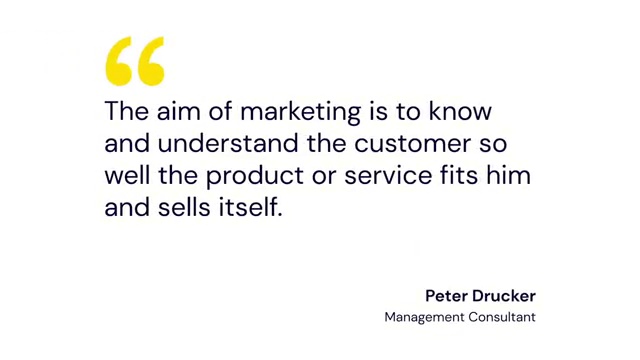 The aim of marketing is to know
and understand the customer so
well the product or service fits him
and sells itself.
Peter Drucker
Management Consultant